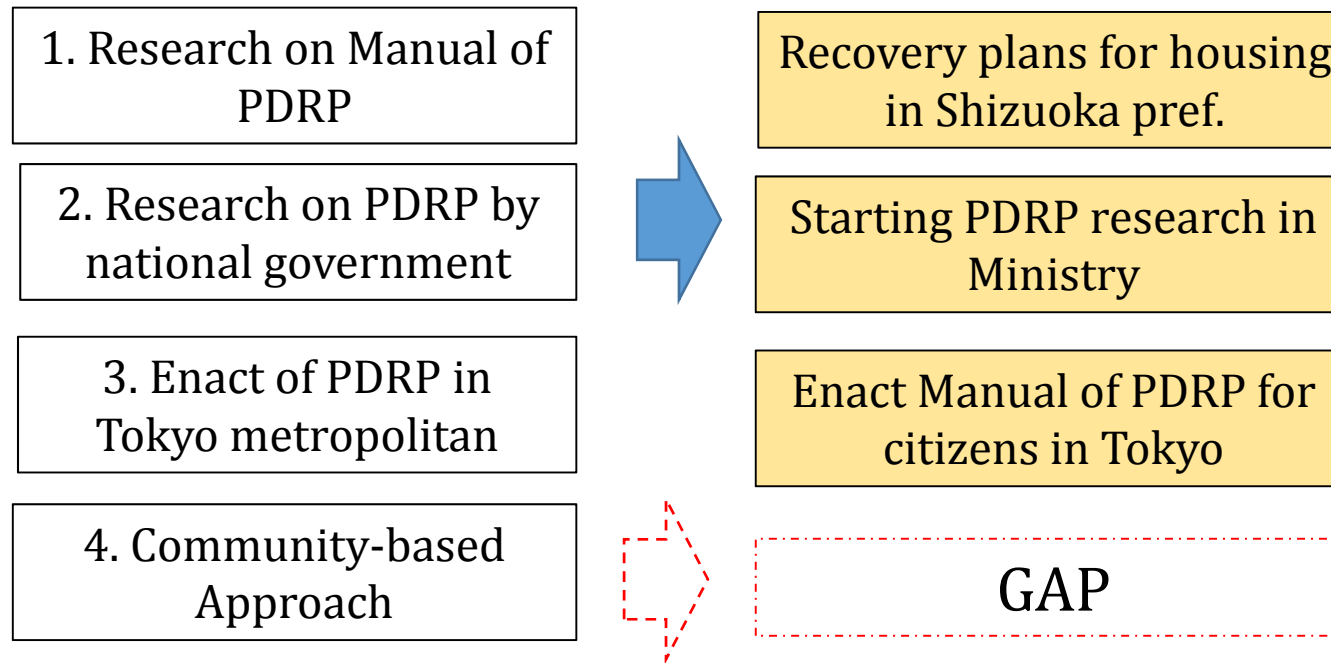 1. Research on Manual of
PDRP
Recovery plans for housing
in Shizuoka pref.
2. Research on PDRP by
national government
Starting PDRP research in
Ministry
3. Enact of PDRP in
Tokyo metropolitan
Enact Manual of PDRP for
citizens in Tokyo
4. Community-based
Approach
GAP